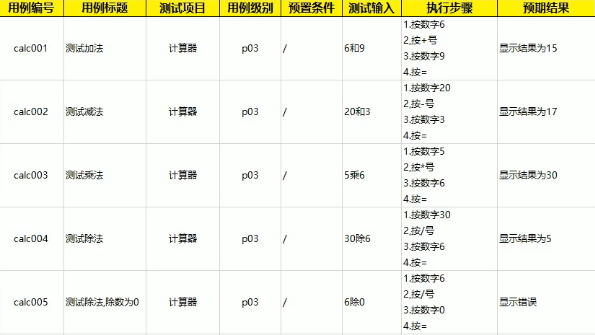 用例编号 用例标题 测试项目 用例级别 预置条件 测试输入 执行步骤 预期结果
calc001 测试加法 计算器 p03 / 6和9 1.按数字6 显示结果为15
2,按+号
3.按数字9
4.按=
calc002 测试减法 计算器 p03 / 20和3 1.按数字20 显示结果为17
2,按-号
3.按数字3
4.按=
calc003 测试乘法 计算器 p03 / 5乘6 1.按数字5 显示结果为30
2,按*号
3.按数字6
4.按=
calc004 测试除法 计算器 p03 / 30除6 1.按数字30 显示结果为5
2,按/号
3.按数字6
4.按=
calc005 测试除法,除数为0 计算器 p03 / 6除0 1.按数字6 显示错误
2,按/号
3.按数字0
4.按=